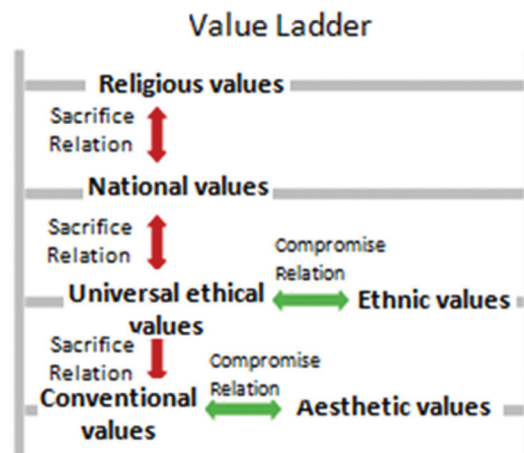 Value Ladder
Religious values
Sacrifice
Relation
National values
Sacrifice
Relation
Compromise
Relation
Universal ethical
values
Ethnic values
Sacrifice
Relation
Compromise
Relation
Conventional
values
Aesthetic values